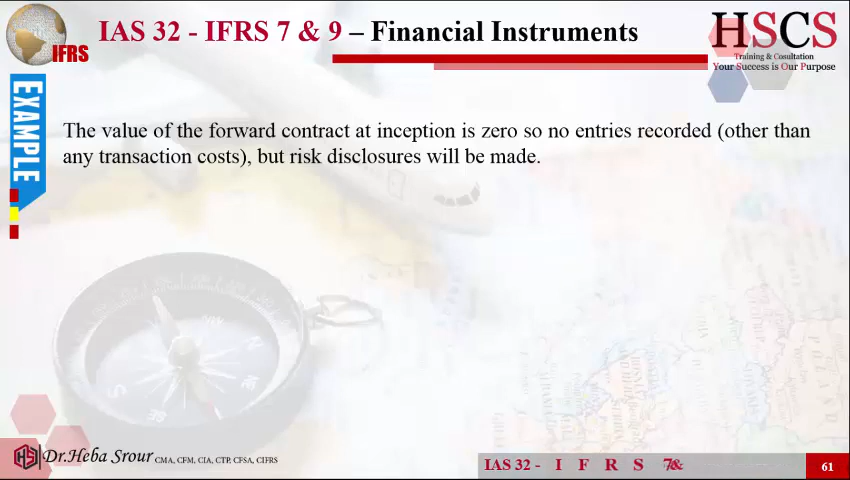 IFRS
IAS 32 - IFRS 7 & 9 – Financial Instruments
HSCS
Training & Cosultation
Your Success is Our Purpose
EXAMPLE
The value of the forward contract at inception is zero so no entries recorded (other than
any transaction costs), but risk disclosures will be made.
HS Dr.Heba Srour CMA, CFM, CIA, CTP, CFSA, CIFRS
IAS 32 - I F R S 7&
61